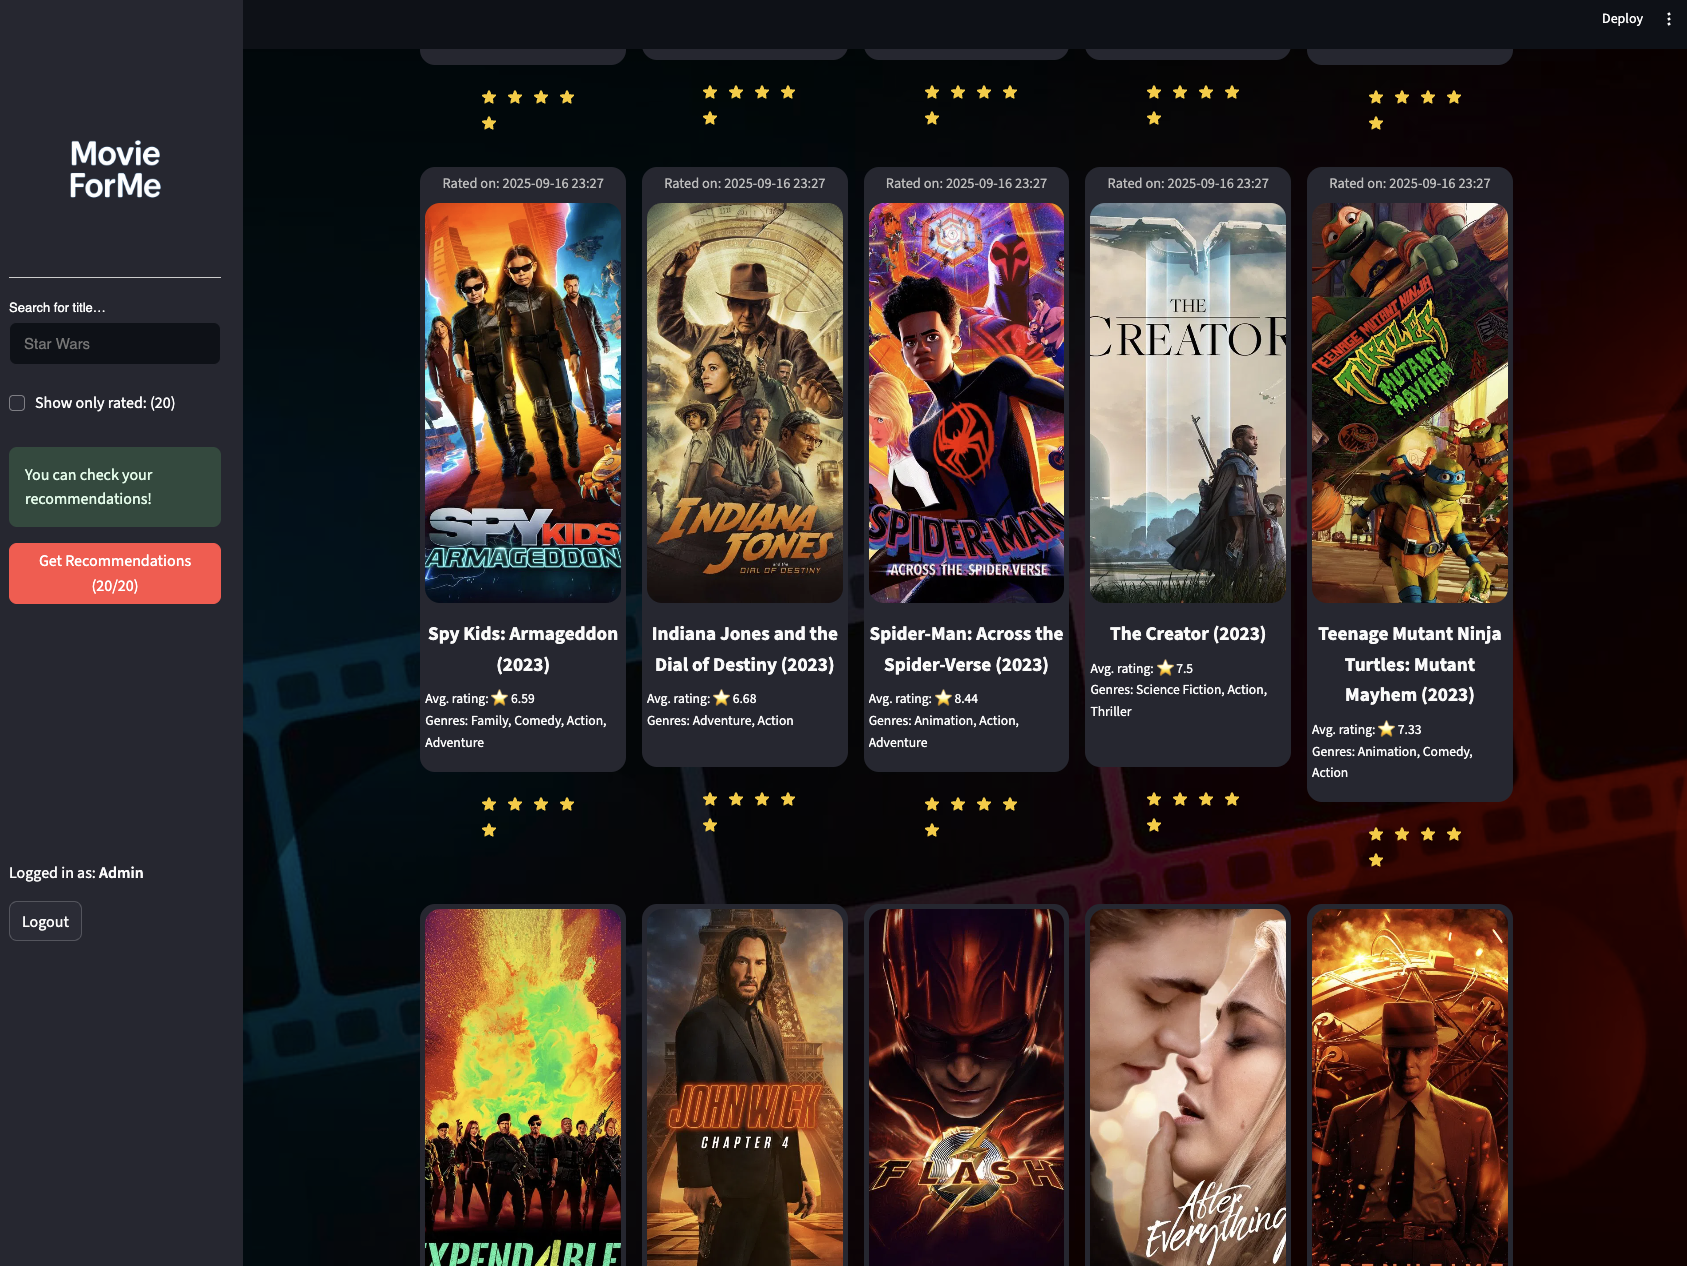 Deploy
Movie
ForMe
Search for title...
Star Wars
Show only rated: (20)
You can check your
recommendations!
Get Recommendations
(20/20)
Logged in as: Admin
Logout
Rated on: 2025-09-16 23:27
SPY KIDS
ARMAGEDDON
Spy Kids: Armageddon
(2023)
Avg. rating: ⭐ 6.59
Genres: Family, Comedy, Action,
Adventure
Rated on: 2025-09-16 23:27
INDIANA
JONES
and the
DIAL OF DESTINY
Indiana Jones and the
Dial of Destiny (2023)
Avg. rating: ⭐ 6.68
Genres: Adventure, Action
Rated on: 2025-09-16 23:27
SPIDER-MAN
ACROSS THE SPIDER-VERSE
Spider-Man: Across the
Spider-Verse (2023)
Avg. rating: ⭐ 8.44
Genres: Animation, Action,
Adventure
Rated on: 2025-09-16 23:27
THE
CREATOR
The Creator (2023)
Avg. rating: ⭐ 7.5
Genres: Science Fiction, Action,
Thriller
Rated on: 2025-09-16 23:27
TEENAGE MUTANT NINJA
TURTLES
MUTANT
MAYHEM
Teenage Mutant Ninja
Turtles: Mutant
Mayhem (2023)
Avg. rating: ⭐ 7.33
Genres: Animation, Comedy,
Action
XPEND4BLE
JOHN WICK
CHAPTER 4
FLASH
After
Everything